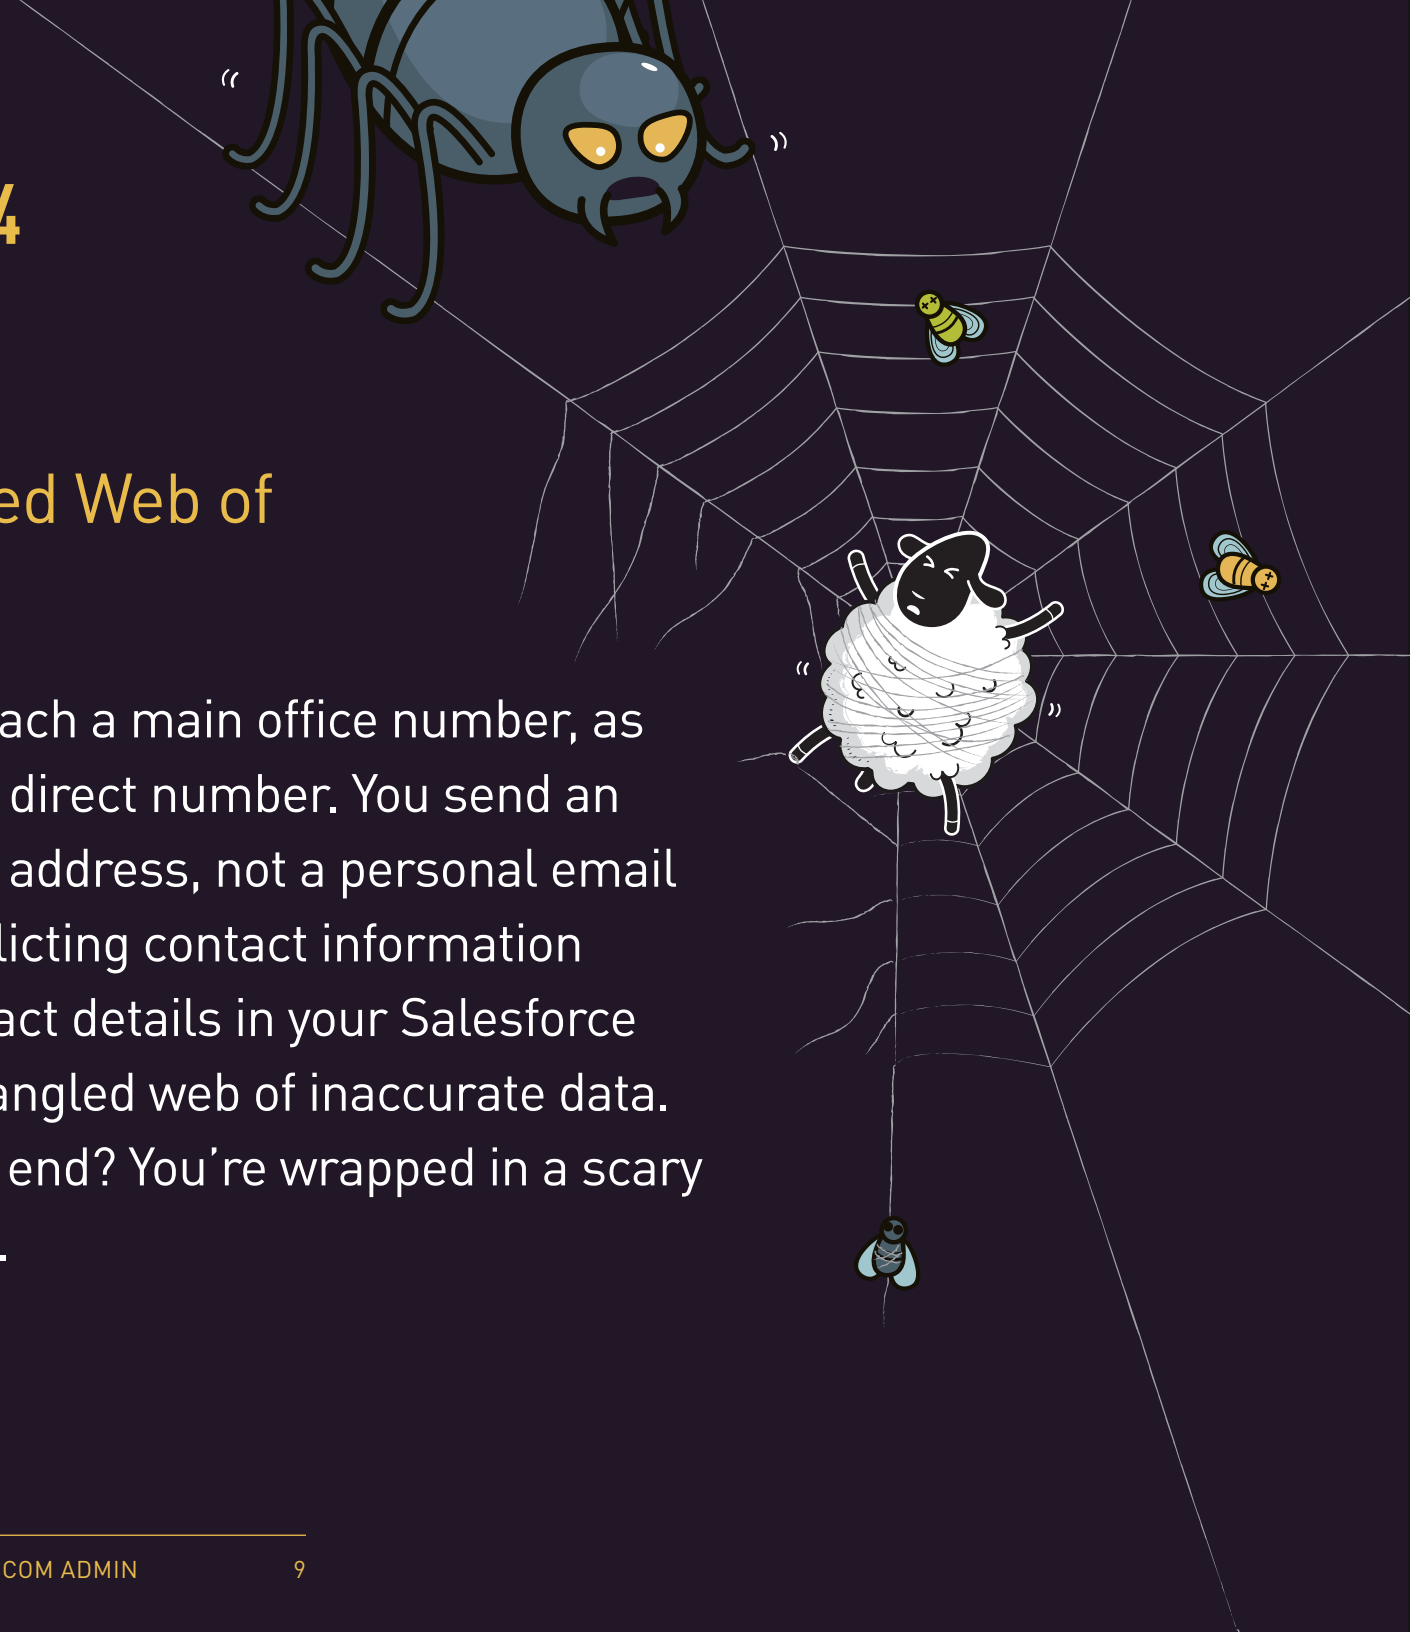 4
ed Web of
ach a main office number, as
direct number. You send an
address, not a personal email
licting contact information
act details in your Salesforce
angled web of inaccurate data.
end? You’re wrapped in a scary
.
COM ADMIN 9